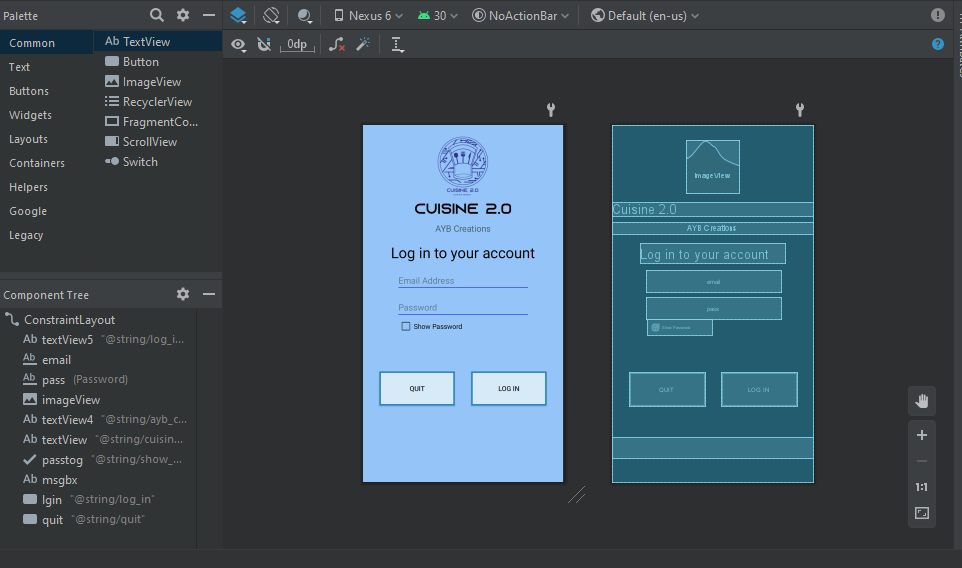 Palette
Nexus 6
30
NoActionBar
Default (en-us)
Common
Text
Buttons
Widgets
Layouts
Containers
Helpers
Google
Legacy
Ab TextView
Button
ImageView
RecyclerView
FragmentCo...
ScrollView
Switch
0dp
Component Tree
ConstraintLayout
Ab textView5 "@string/log_i...
Ab email
Ab pass (Password)
imageView
Ab textView4 "@string/ayb_c...
Ab textView "@string/cuisin...
passtog "@string/show_...
Ab msgbx
lgin "@string/log_in"
quit "@string/quit"
CUISINE 2.0
CUISINE 2.0
AYB Creations
Log in to your account
Email Address
Password
Show Password
QUIT
LOG IN
ImageView
Cuisine 2.0
AYB Creations
Log in to your account
email
pass
Show Password
QUIT
LOG IN
1:1